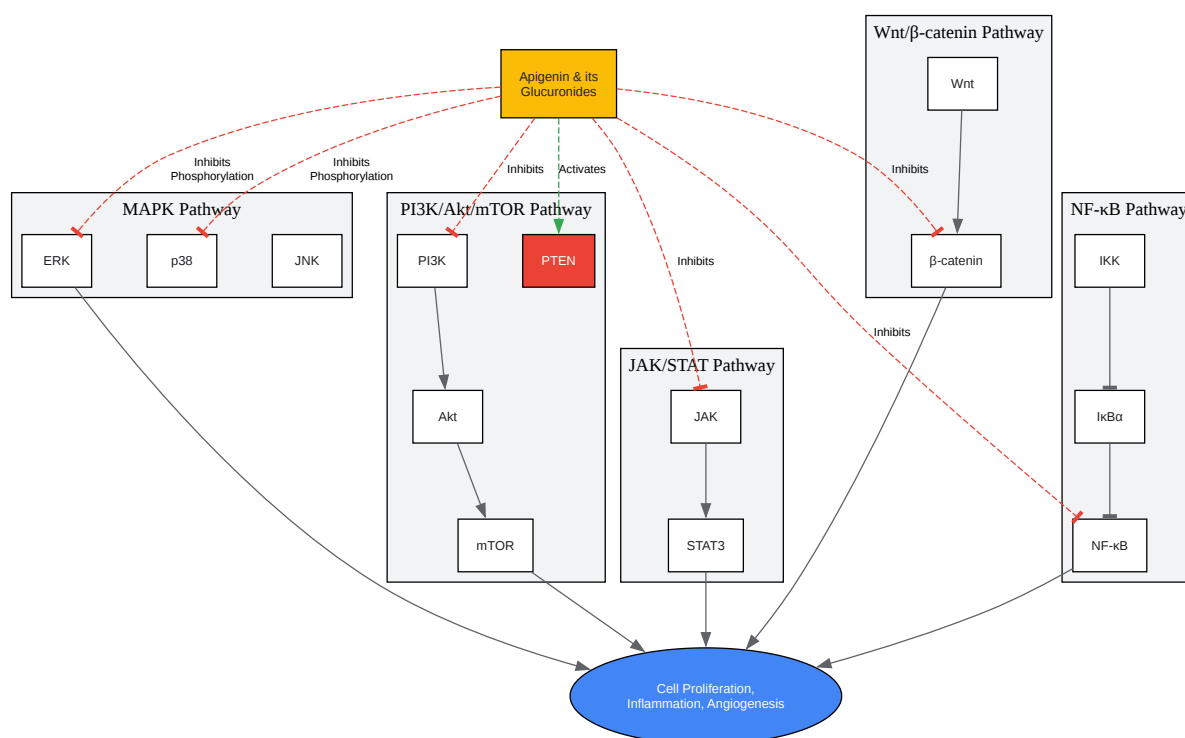 Wnt/β-catenin Pathway
Apigenin & its
Glucuronides
Wnt
Inhibits
Phosphorylation
Inhibits
Phosphorylation
Inhibits
Activates
Inhibits
MAPK Pathway
PI3K/Akt/mTOR Pathway
NF-κB Pathway
ERK
p38
JNK
PI3K
PTEN
Inhibits
β-catenin
IKK
Inhibits
JAK/STAT Pathway
Akt
JAK
IκBα
mTOR
STAT3
NF-κB
Cell Proliferation,
Inflammation, Angiogenesis